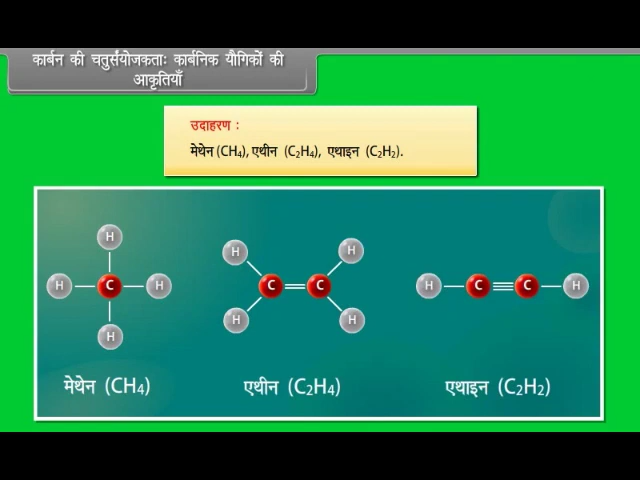 कार्बन की चतुर्संयोजकताः कार्बनिक यौगिकों की
आकृतियाँ
उदाहरण :
मेथेन (CH₄), एथीन (C₂H₄), एथाइन (C₂H₂).
H
H C H
H
H H
C C
H H
H C C H
मेथेन (CH₄)
एथीन (C₂H₄)
एथाइन (C₂H₂)